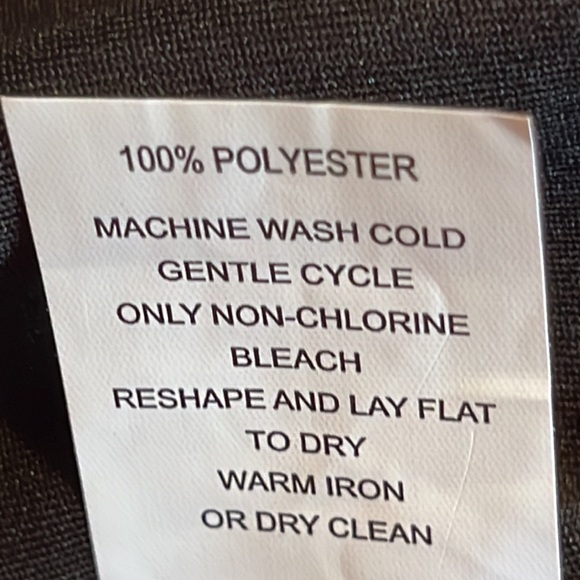 100% POLYESTER
MACHINE WASH COLD
GENTLE CYCLE
ONLY NON-CHLORINE
BLEACH
RESHAPE AND LAY FLAT
TO DRY
WARM IRON
OR DRY CLEAN